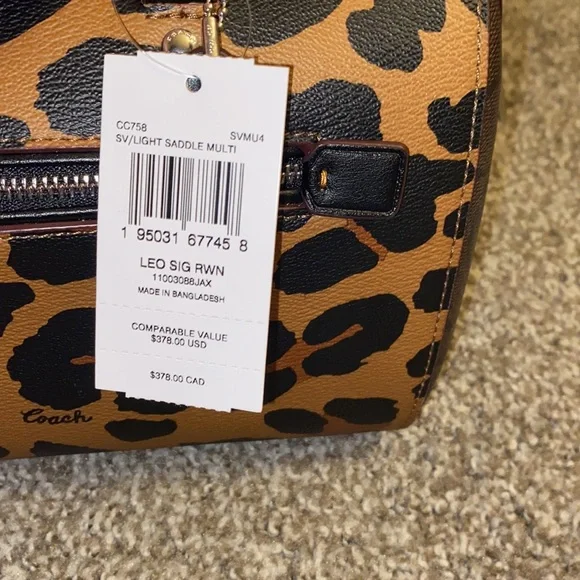 CC758 SVMU4
SV/LIGHT SADDLE MULTI
1 95031 67745 8
LEO SIG RWN
11003088JAX
MADE IN BANGLADESH
COMPARABLE VALUE
$378.00 USD
$378.00 CAD
Coach